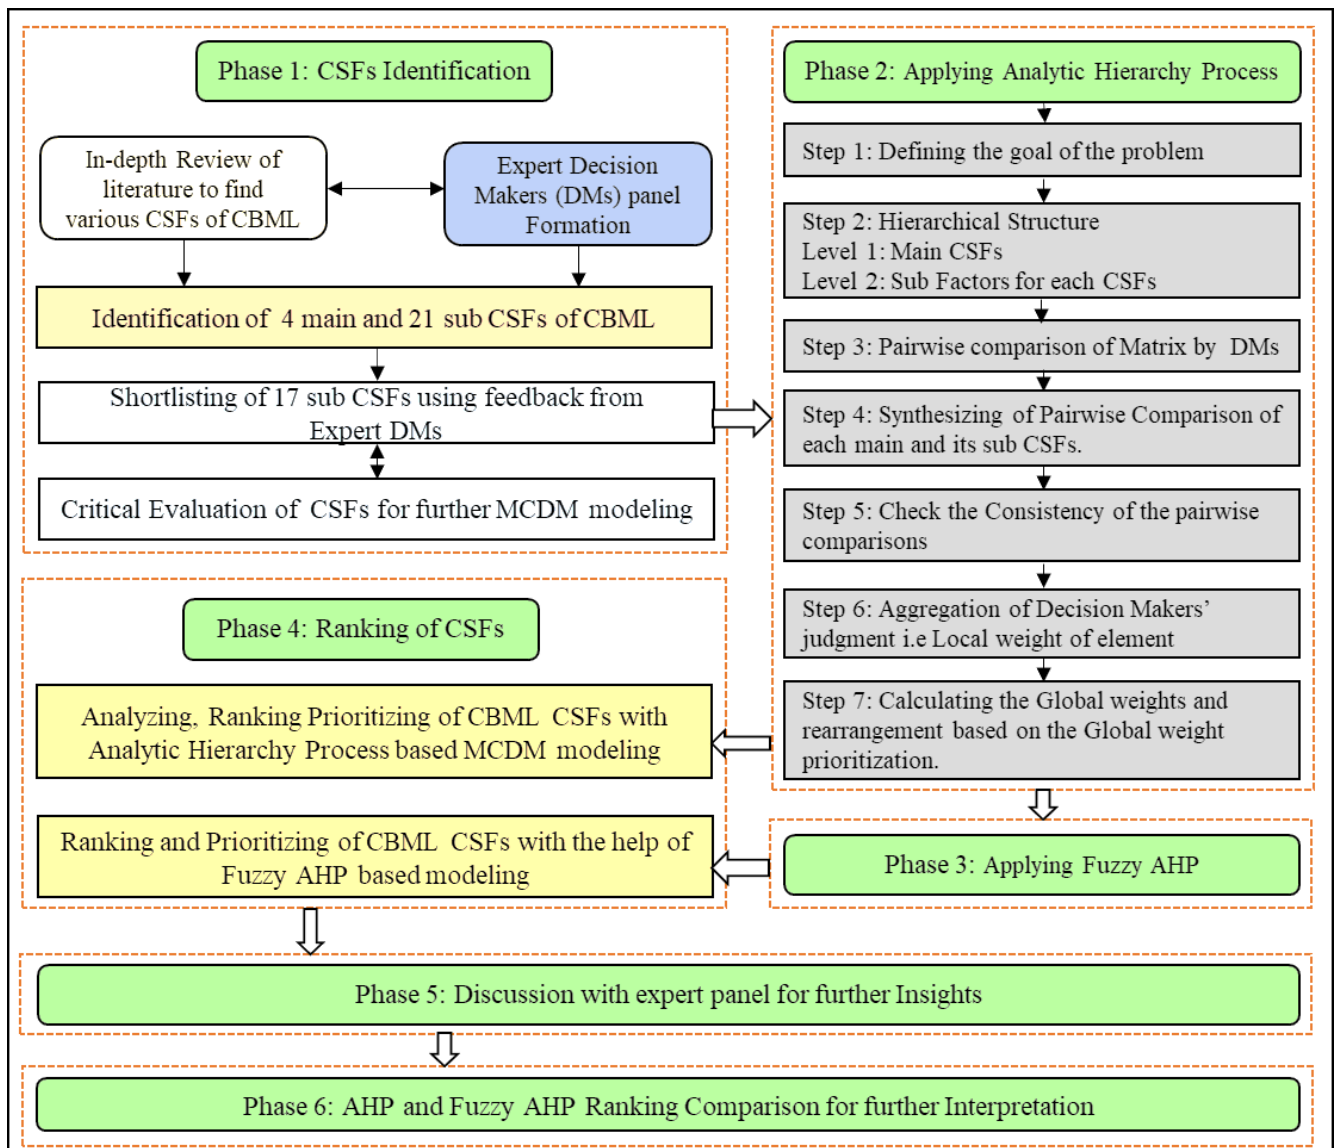 Phase 1: CSFs Identification
In-depth Review of
literature to find
various CSFs of CBML
Expert Decision
Makers (DMs) panel
Formation
Identification of 4 main and 21 sub CSFs of CBML
Shortlisting of 17 sub CSFs using feedback from
Expert DMs
Critical Evaluation of CSFs for further MCDM modeling
Phase 2: Applying Analytic Hierarchy Process
Step 1: Defining the goal of the problem
Step 2: Hierarchical Structure
Level 1: Main CSFs
Level 2: Sub Factors for each CSFs
Step 3: Pairwise comparison of Matrix by DMs
Step 4: Synthesizing of Pairwise Comparison of
each main and its sub CSFs.
Step 5: Check the Consistency of the pairwise
comparisons
Step 6: Aggregation of Decision Makers’
judgment i.e Local weight of element
Step 7: Calculating the Global weights and
rearrangement based on the Global weight
prioritization.
Phase 3: Applying Fuzzy AHP
Phase 4: Ranking of CSFs
Analyzing, Ranking Prioritizing of CBML CSFs with
Analytic Hierarchy Process based MCDM modeling
Ranking and Prioritizing of CBML CSFs with the help of
Fuzzy AHP based modeling
Phase 5: Discussion with expert panel for further Insights
Phase 6: AHP and Fuzzy AHP Ranking Comparison for further Interpretation